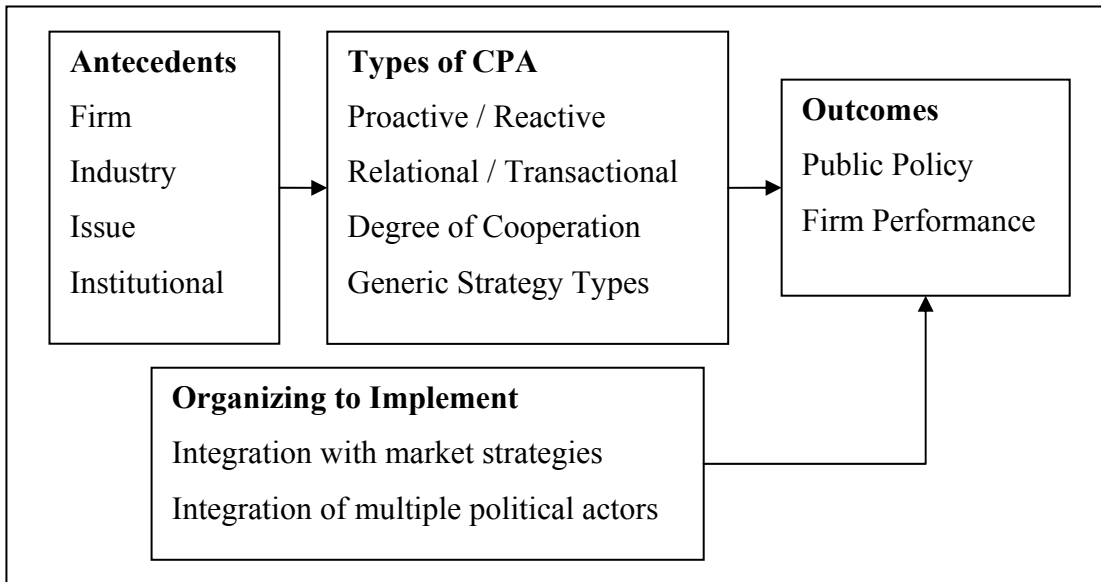 Antecedents
Firm
Industry
Issue
Institutional
Types of CPA
Proactive / Reactive
Relational / Transactional
Degree of Cooperation
Generic Strategy Types
Outcomes
Public Policy
Firm Performance
Organizing to Implement
Integration with market strategies
Integration of multiple political actors